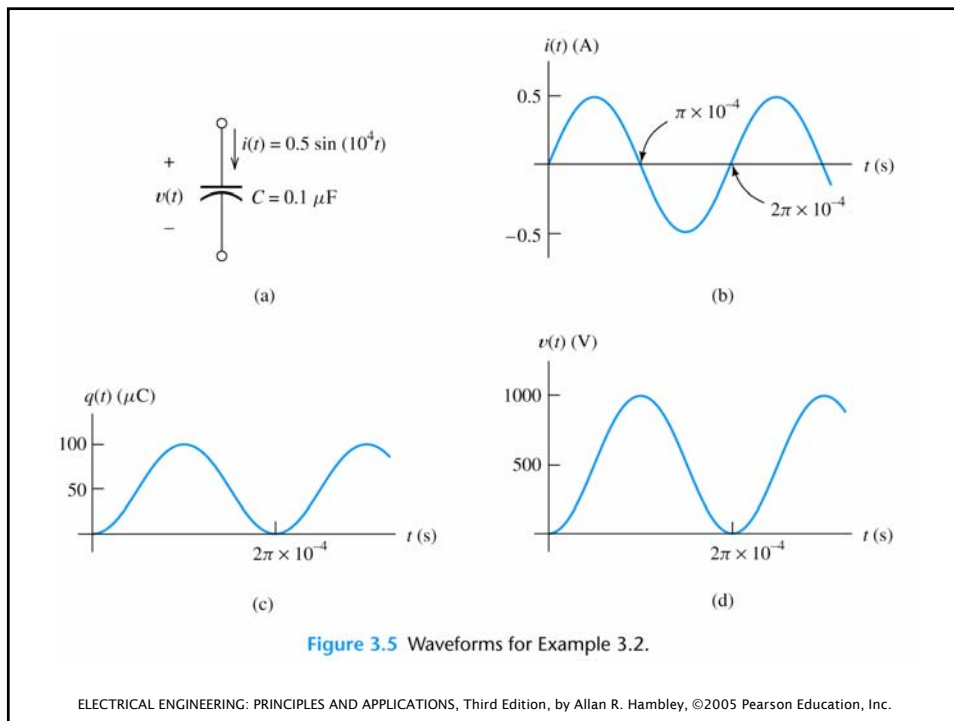 i(t) = 0.5 sin (10⁴t)
+
v(t)
C = 0.1 μF
−
(a)
i(t) (A)
0.5
π × 10⁻⁴
t (s)
2π × 10⁻⁴
−0.5
(b)
q(t) (μC)
100
50
t (s)
2π × 10⁻⁴
(c)
v(t) (V)
1000
500
t (s)
2π × 10⁻⁴
(d)
Figure 3.5 Waveforms for Example 3.2.
ELECTRICAL ENGINEERING: PRINCIPLES AND APPLICATIONS, Third Edition, by Allan R. Hambley, ©2005 Pearson Education, Inc.